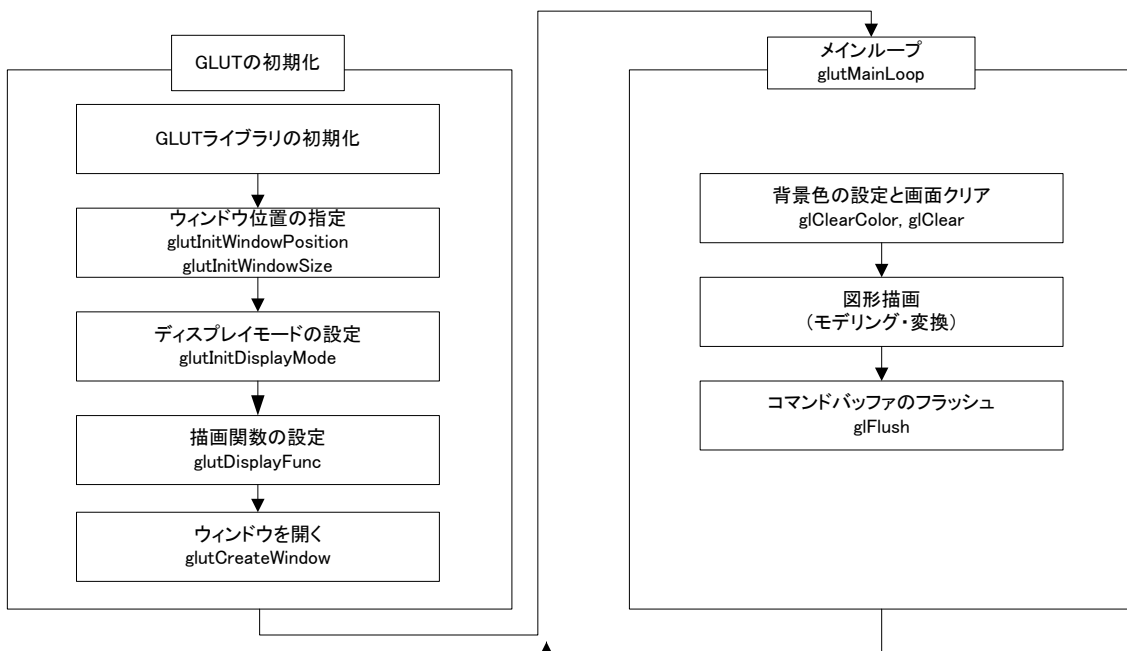 GLUTの初期化
GLUTライブラリの初期化
ウィンドウ位置の指定
glutInitWindowPosition
glutInitWindowSize
ディスプレイモードの設定
glutInitDisplayMode
描画関数の設定
glutDisplayFunc
ウィンドウを開く
glutCreateWindow
メインループ
glutMainLoop
背景色の設定と画面クリア
glClearColor, glClear
図形描画
(モデリング・変換)
コマンドバッファのフラッシュ
glFlush